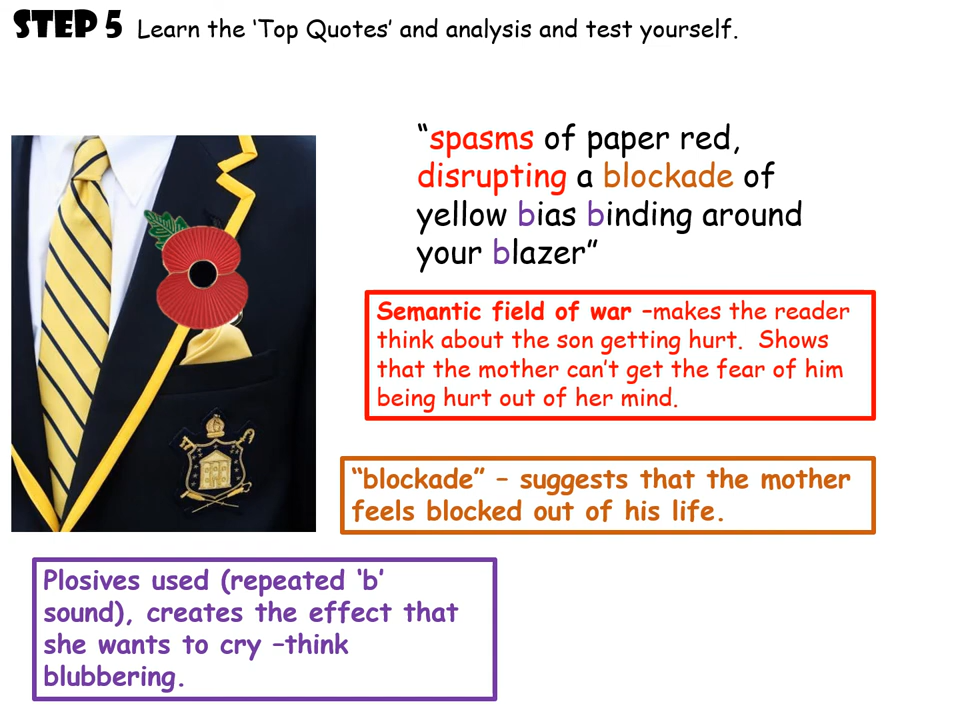 STEP 5 Learn the ‘Top Quotes’ and analysis and test yourself.
“spasms of paper red,
disrupting a blockade of
yellow bias binding around
your blazer”
Semantic field of war –makes the reader
think about the son getting hurt.  Shows
that the mother can’t get the fear of him
being hurt out of her mind.
“blockade” – suggests that the mother
feels blocked out of his life.
Plosives used (repeated ‘b’
sound), creates the effect that
she wants to cry –think
blubbering.